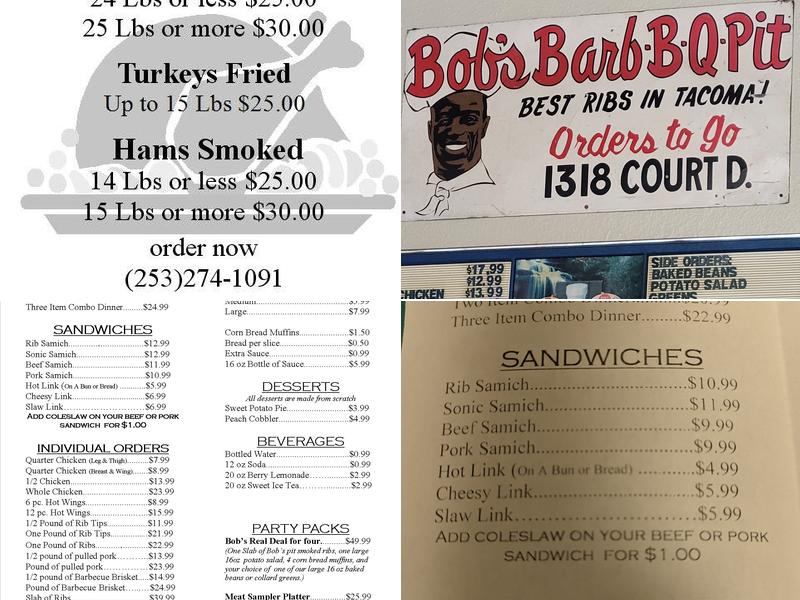 24 Lbs or less $25.00
25 Lbs or more $30.00
Turkeys Fried
Up to 15 Lbs $25.00
Hams Smoked
14 Lbs or less $25.00
15 Lbs or more $30.00
order now
(253)274-1091
Bob's Barb-B-Q-Pit
BEST RIBS IN TACOMA!
Orders to go
1318 COURT D.
CHICKEN
$17.99
$12.99
$13.99
SIDE ORDERS:
BAKED BEANS
POTATO SALAD
GREENS
Three Item Combo Dinner.......$24.99
SANDWICHES
Rib Samich..........................$12.99
Sonic Samich.......................$12.99
Beef Samich........................$11.99
Pork Samich........................$10.99
Hot Link (On A Bun or Bread) ........$5.99
Cheesy Link..........................$6.99
Slaw Link.............................$6.99
ADD COLESLAW ON YOUR BEEF OR PORK
SANDWICH FOR $1.00
INDIVIDUAL ORDERS
Quarter Chicken (Leg & Thigh).......$7.99
Quarter Chicken (Breast & Wing)....$8.99
1/2 Chicken.........................$13.99
Whole Chicken.....................$23.99
6 pc. Hot Wings.....................$8.99
12 pc. Hot Wings..................$15.99
1/2 Pound of Rib Tips............$11.99
One Pound of Rib Tips..........$21.99
One Pound of Ribs................$22.99
1/2 pound of pulled pork.......$13.99
Pound of pulled pork.............$23.99
1/2 pound of Barbecue Brisket....$14.99
Pound of Barbecue Brisket.......$24.99
Slab of Ribs..........................$39.99
Medium..............................$5.99
Large.................................$7.99
Corn Bread Muffins................$1.50
Bread per slice......................$0.50
Extra Sauce..........................$0.99
16 oz Bottle of Sauce..............$5.99
DESSERTS
All desserts are made from scratch
Sweet Potato Pie....................$3.99
Peach Cobbler......................$4.99
BEVERAGES
Bottled Water.......................$0.99
12 oz Soda...........................$0.99
20 oz Berry Lemonade...........$2.99
20 oz Sweet Ice Tea...............$2.99
PARTY PACKS
Bob's Real Deal for four.........$49.99
(One Slab of Bob's pit smoked ribs, one large
16oz potato salad, 4 corn bread muffins, and
your choice of one of our large 16 oz baked
beans or collard greens.)
Meat Sampler Platter.............$25.99
Three Item Combo Dinner.........$22.99
SANDWICHES
Rib Samich..........................$10.99
Sonic Samich.......................$11.99
Beef Samich........................$9.99
Pork Samich........................$9.99
Hot Link (On A Bun or Bread) ........$4.99
Cheesy Link..........................$5.99
Slaw Link.............................$5.99
ADD COLESLAW ON YOUR BEEF OR PORK
SANDWICH FOR $1.00